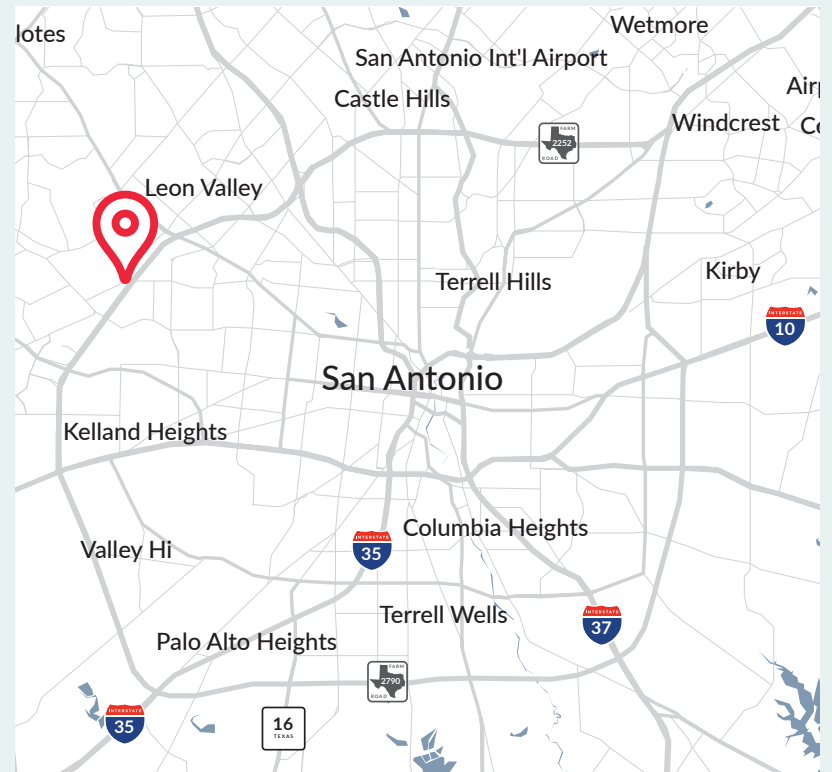 lotes
Wetmore
San Antonio Int'l Airport
Airp
Castle Hills
Windcrest
Co
FARM
2252
ROAD
Leon Valley
Kirby
Terrell Hills
INTERSTATE
10
San Antonio
Kelland Heights
Columbia Heights
INTERSTATE
35
Valley Hi
Terrell Wells
INTERSTATE
37
Palo Alto Heights
FARM
2790
ROAD
INTERSTATE
35
16
TEXAS